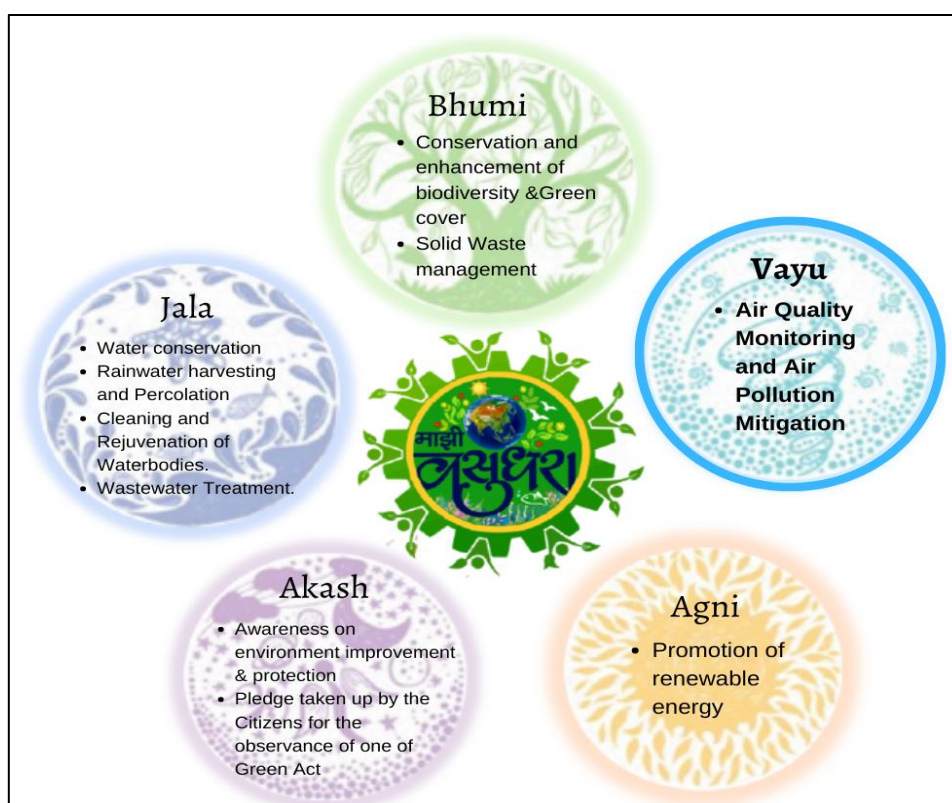 Bhumi
• Conservation and
enhancement of
biodiversity &Green
cover
• Solid Waste
management
Vayu
• Air Quality
Monitoring
and Air
Pollution
Mitigation
Jala
• Water conservation
• Rainwater harvesting
and Percolation
• Cleaning and
Rejuvenation of
Waterbodies.
• Wastewater Treatment.
माझी
वसुंधरा
Akash
• Awareness on
environment improvement
& protection
• Pledge taken up by the
Citizens for the
observance of one of
Green Act
Agni
• Promotion of
renewable
energy